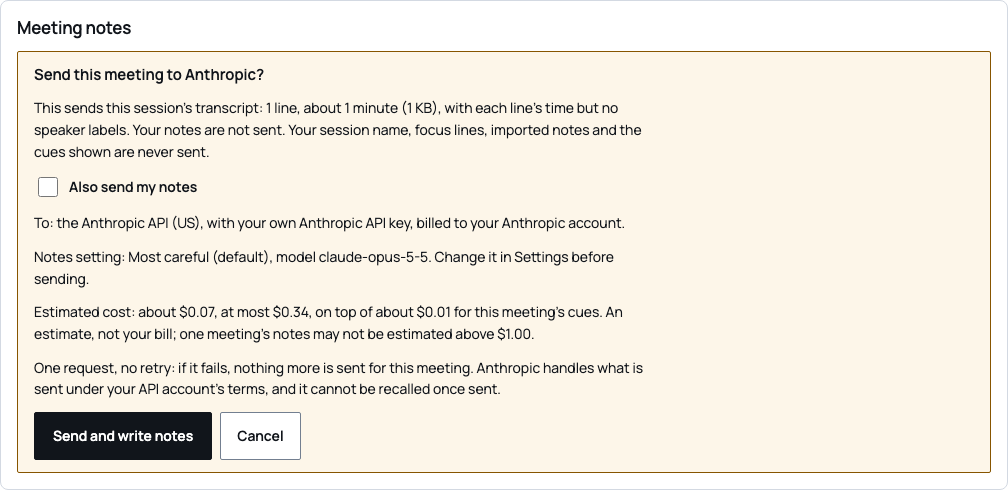 Meeting notes
Send this meeting to Anthropic?
This sends this session's transcript: 1 line, about 1 minute (1 KB), with each line's time but no
speaker labels. Your notes are not sent. Your session name, focus lines, imported notes and the
cues shown are never sent.
Also send my notes
To: the Anthropic API (US), with your own Anthropic API key, billed to your Anthropic account.
Notes setting: Most careful (default), model claude-opus-5-5. Change it in Settings before
sending.
Estimated cost: about $0.07, at most $0.34, on top of about $0.01 for this meeting's cues. An
estimate, not your bill; one meeting's notes may not be estimated above $1.00.
One request, no retry: if it fails, nothing more is sent for this meeting. Anthropic handles what is
sent under your API account's terms, and it cannot be recalled once sent.
Send and write notes
Cancel